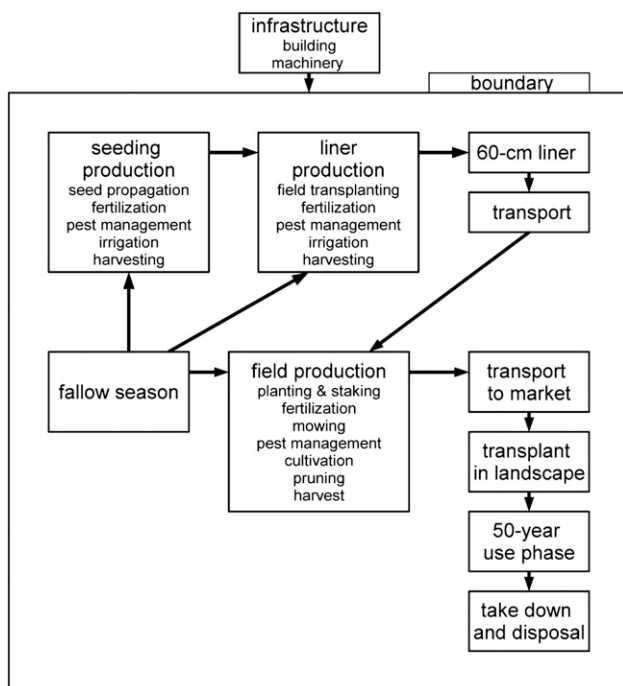 infrastructure
building
machinery
boundary
seeding
production
seed propagation
fertilization
pest management
irrigation
harvesting
liner
production
field transplanting
fertilization
pest management
irrigation
harvesting
60-cm liner
transport
fallow season
field production
planting & staking
fertilization
mowing
pest management
cultivation
pruning
harvest
transport
to market
transplant
in landscape
50-year
use phase
take down
and disposal